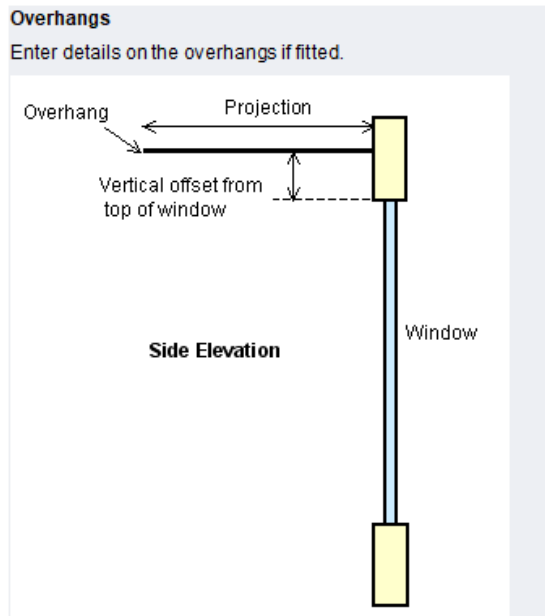 Overhangs
Enter details on the overhangs if fitted.
Projection
Overhang
Vertical offset from
top of window
Window
Side Elevation